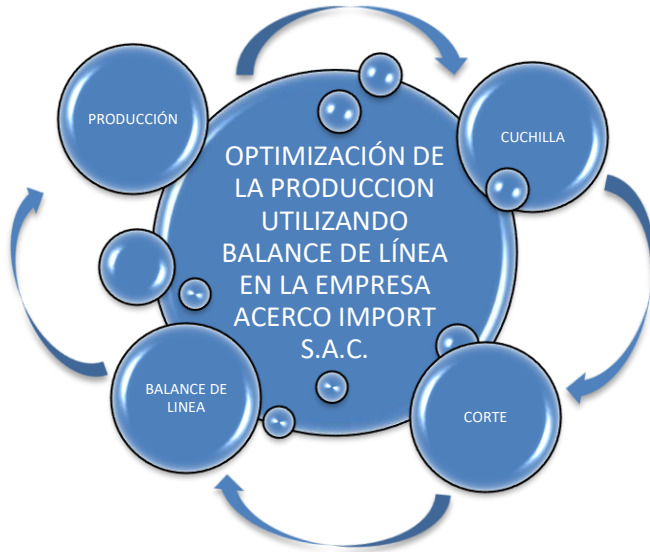 PRODUCCIÓN
CUCHILLA
OPTIMIZACIÓN DE
LA PRODUCCION
UTILIZANDO
BALANCE DE LÍNEA
EN LA EMPRESA
ACERCO IMPORT
S.A.C.
BALANCE DE
LINEA
CORTE